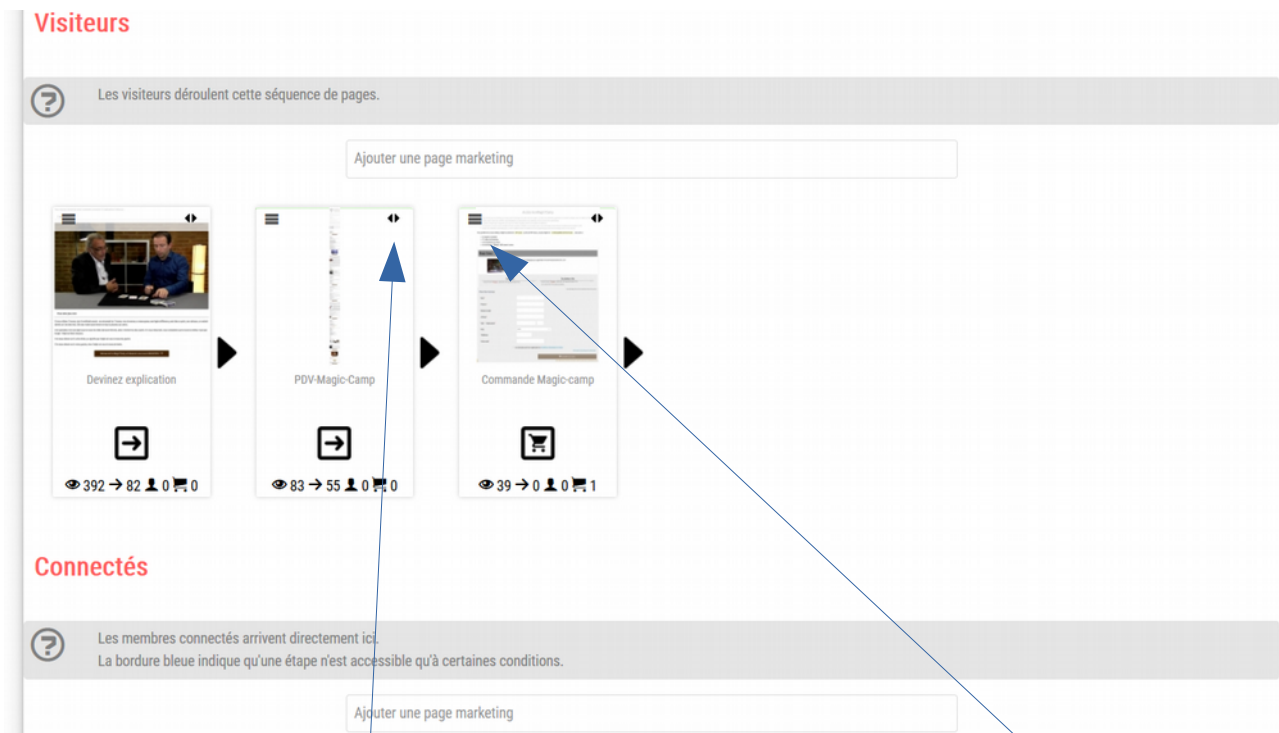 Visiteurs
Les visiteurs déroulent cette séquence de pages.
Ajouter une page marketing
Devinez explication
PDV-Magic-Camp
Commande Magic-camp
392 → 82 0 0
83 → 55 0 0
39 → 0 0 1
Connectés
Les membres connectés arrivent directement ici.
La bordure bleue indique qu'une étape n'est accessible qu'à certaines conditions.
Ajouter une page marketing